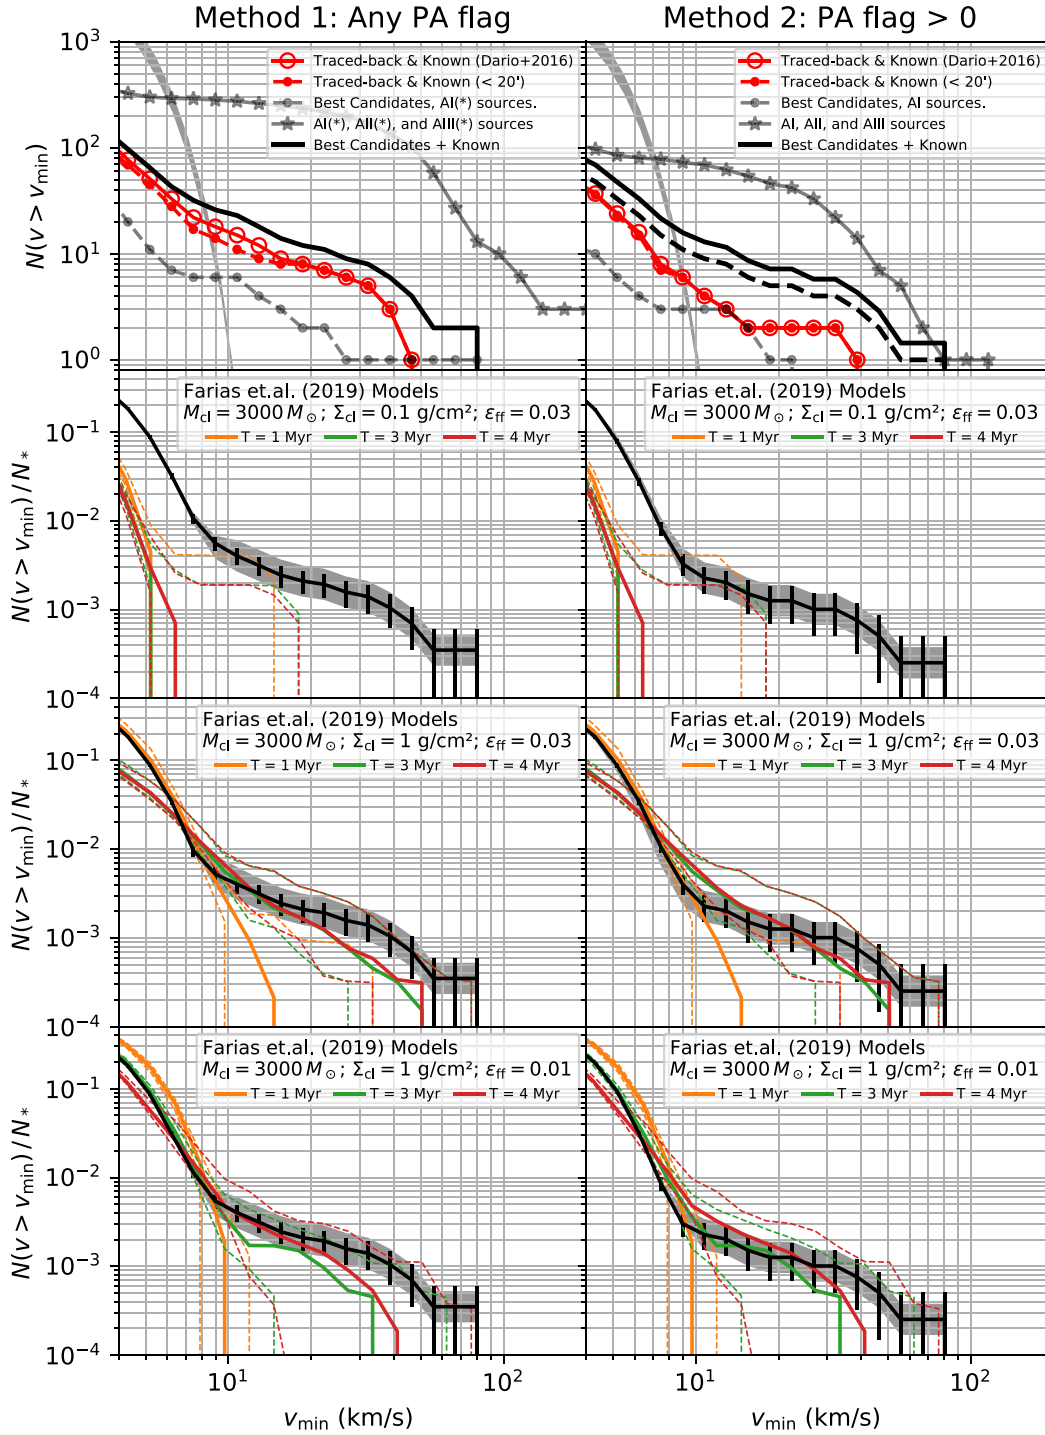 Method 1: Any PA flag
Method 2: PA flag > 0
10³
10²
10¹
10⁰
N(v > v_min)
Traced-back & Known (Dario+2016)
Traced-back & Known (< 20')
Best Candidates, AI(*) sources.
AI(*), AII(*), and AIII(*) sources
Best Candidates + Known
Traced-back & Known (Dario+2016)
Traced-back & Known (< 20')
Best Candidates, AI sources.
AI, AII, and AIII sources
Best Candidates + Known
10⁻¹
10⁻²
10⁻³
10⁻⁴
N(v > v_min)/N_*
Farias et.al. (2019) Models
M_cl = 3000 M_⊙; Σ_cl = 0.1 g/cm²; ε_ff = 0.03
T = 1 Myr T = 3 Myr T = 4 Myr
Farias et.al. (2019) Models
M_cl = 3000 M_⊙; Σ_cl = 0.1 g/cm²; ε_ff = 0.03
T = 1 Myr T = 3 Myr T = 4 Myr
10⁻¹
10⁻²
10⁻³
10⁻⁴
N(v > v_min)/N_*
Farias et.al. (2019) Models
M_cl = 3000 M_⊙; Σ_cl = 1 g/cm²; ε_ff = 0.03
T = 1 Myr T = 3 Myr T = 4 Myr
Farias et.al. (2019) Models
M_cl = 3000 M_⊙; Σ_cl = 1 g/cm²; ε_ff = 0.03
T = 1 Myr T = 3 Myr T = 4 Myr
10⁻¹
10⁻²
10⁻³
10⁻⁴
N(v > v_min)/N_*
Farias et.al. (2019) Models
M_cl = 3000 M_⊙; Σ_cl = 1 g/cm²; ε_ff = 0.01
T = 1 Myr T = 3 Myr T = 4 Myr
Farias et.al. (2019) Models
M_cl = 3000 M_⊙; Σ_cl = 1 g/cm²; ε_ff = 0.01
T = 1 Myr T = 3 Myr T = 4 Myr
10¹ 10² 10¹ 10²
v_min (km/s)
v_min (km/s)